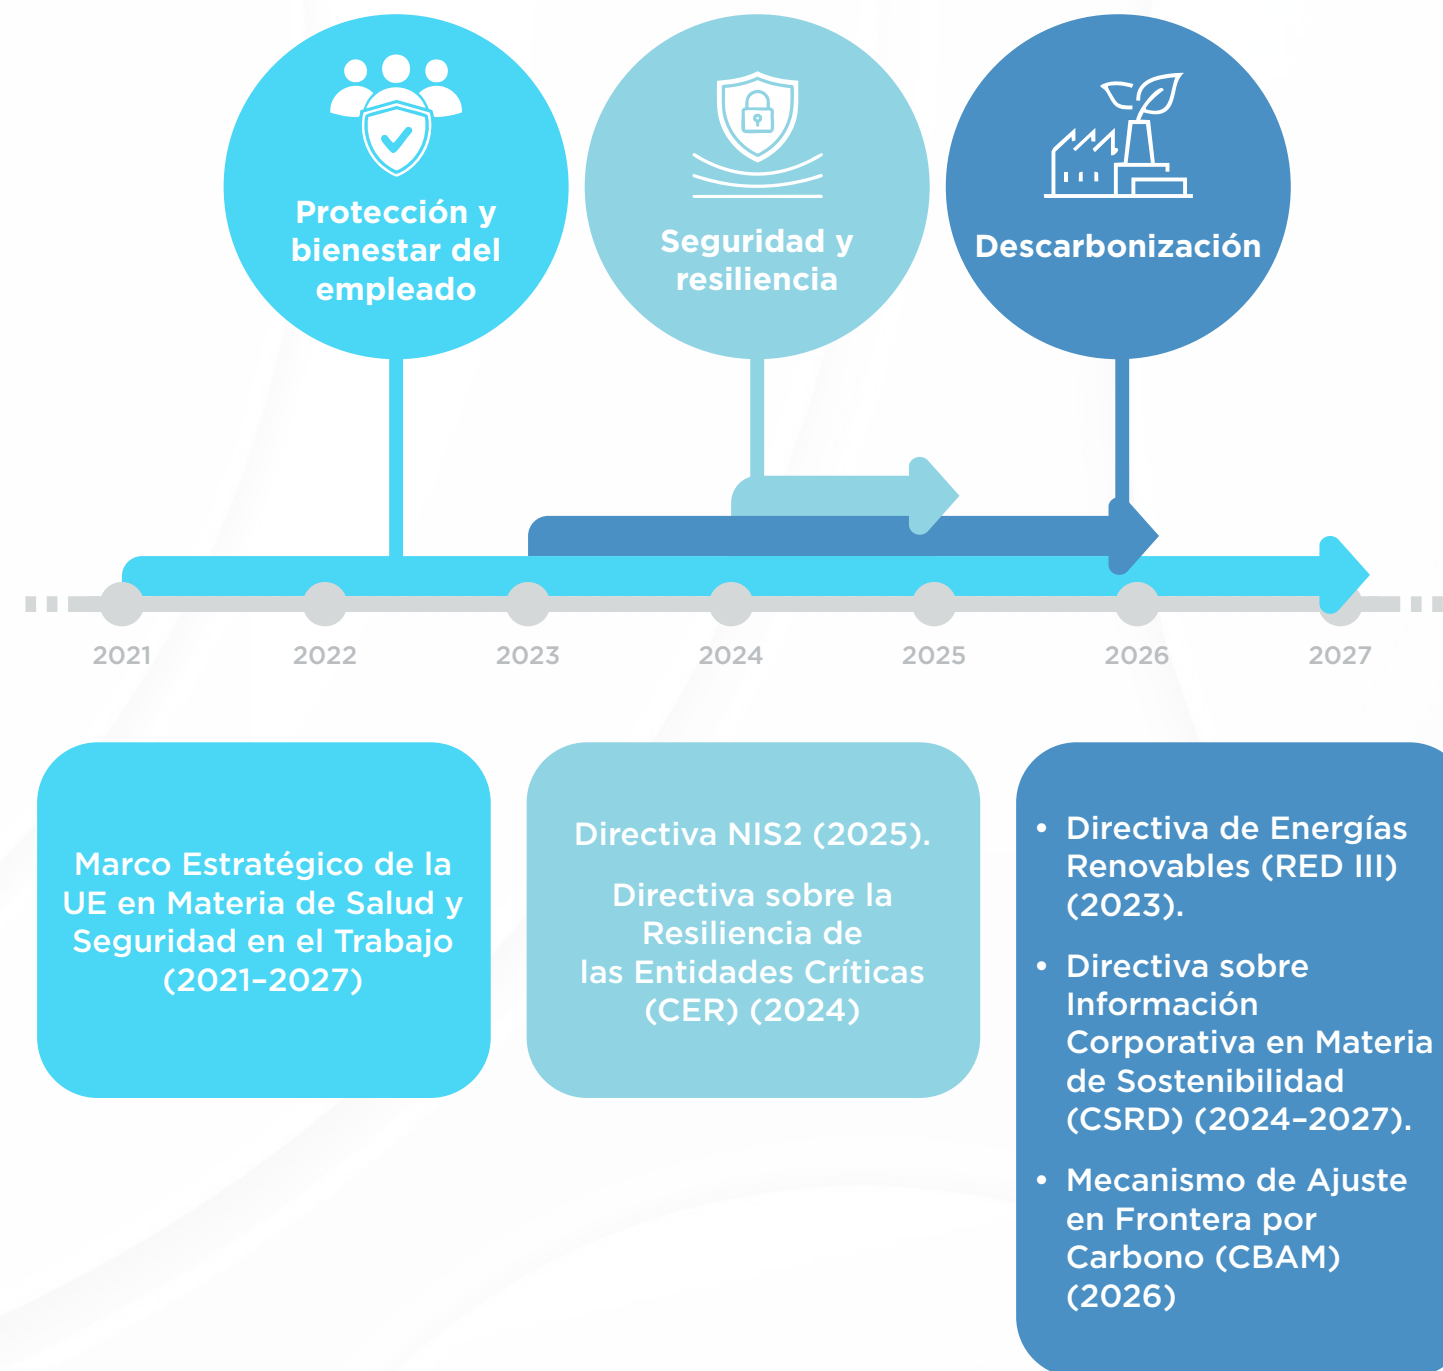 Protección y
bienestar del
empleado
Seguridad y
resiliencia
Descarbonización
2021
2022
2023
2024
2025
2026
2027
Marco Estratégico de la
UE en Materia de Salud y
Seguridad en el Trabajo
(2021–2027)
Directiva NIS2 (2025).
Directiva sobre la
Resiliencia de
las Entidades Críticas
(CER) (2024)
• Directiva de Energías
Renovables (RED III)
(2023).
• Directiva sobre
Información
Corporativa en Materia
de Sostenibilidad
(CSRD) (2024–2027).
• Mecanismo de Ajuste
en Frontera por
Carbono (CBAM)
(2026)